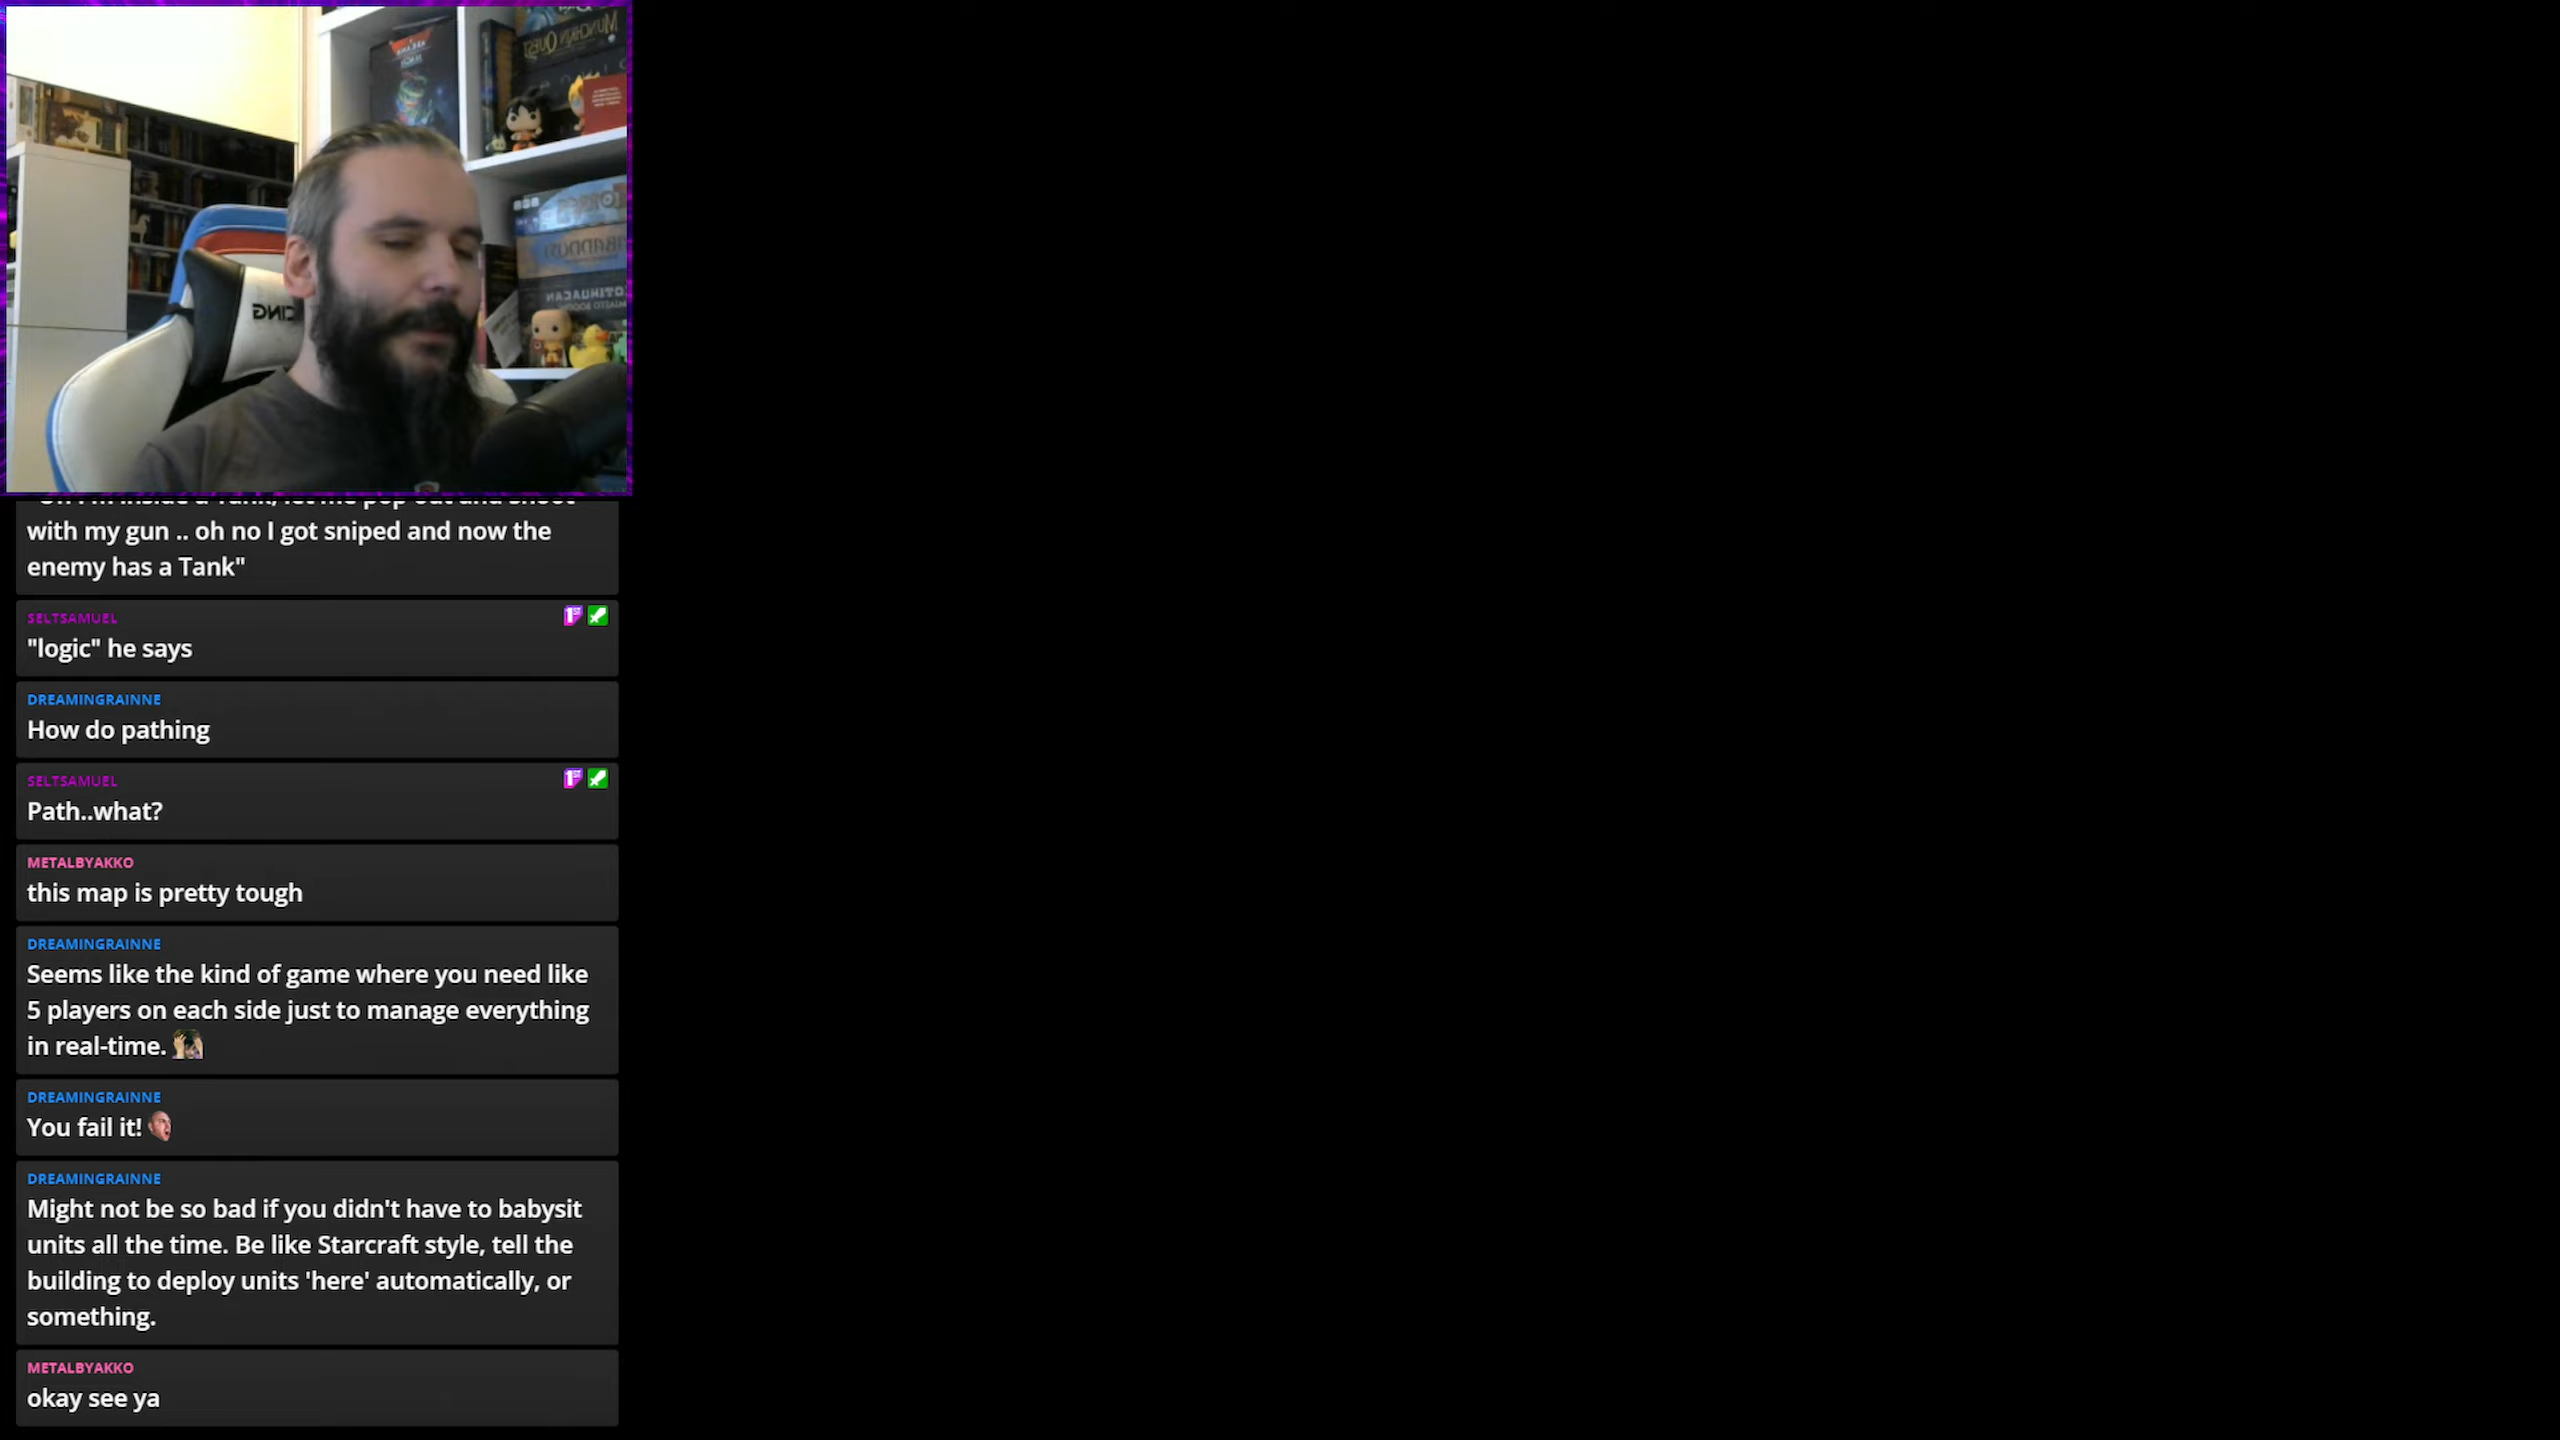 MUNCHKIN QUEST
CING
with my gun .. oh no I got sniped and now the
enemy has a Tank"
SELTSAMUEL
"logic" he says
DREAMINGRAINNE
How do pathing
SELTSAMUEL
Path..what?
METALBYAKKO
this map is pretty tough
DREAMINGRAINNE
Seems like the kind of game where you need like
5 players on each side just to manage everything
in real-time.
DREAMINGRAINNE
You fail it!
DREAMINGRAINNE
Might not be so bad if you didn't have to babysit
units all the time. Be like Starcraft style, tell the
building to deploy units 'here' automatically, or
something.
METALBYAKKO
okay see ya